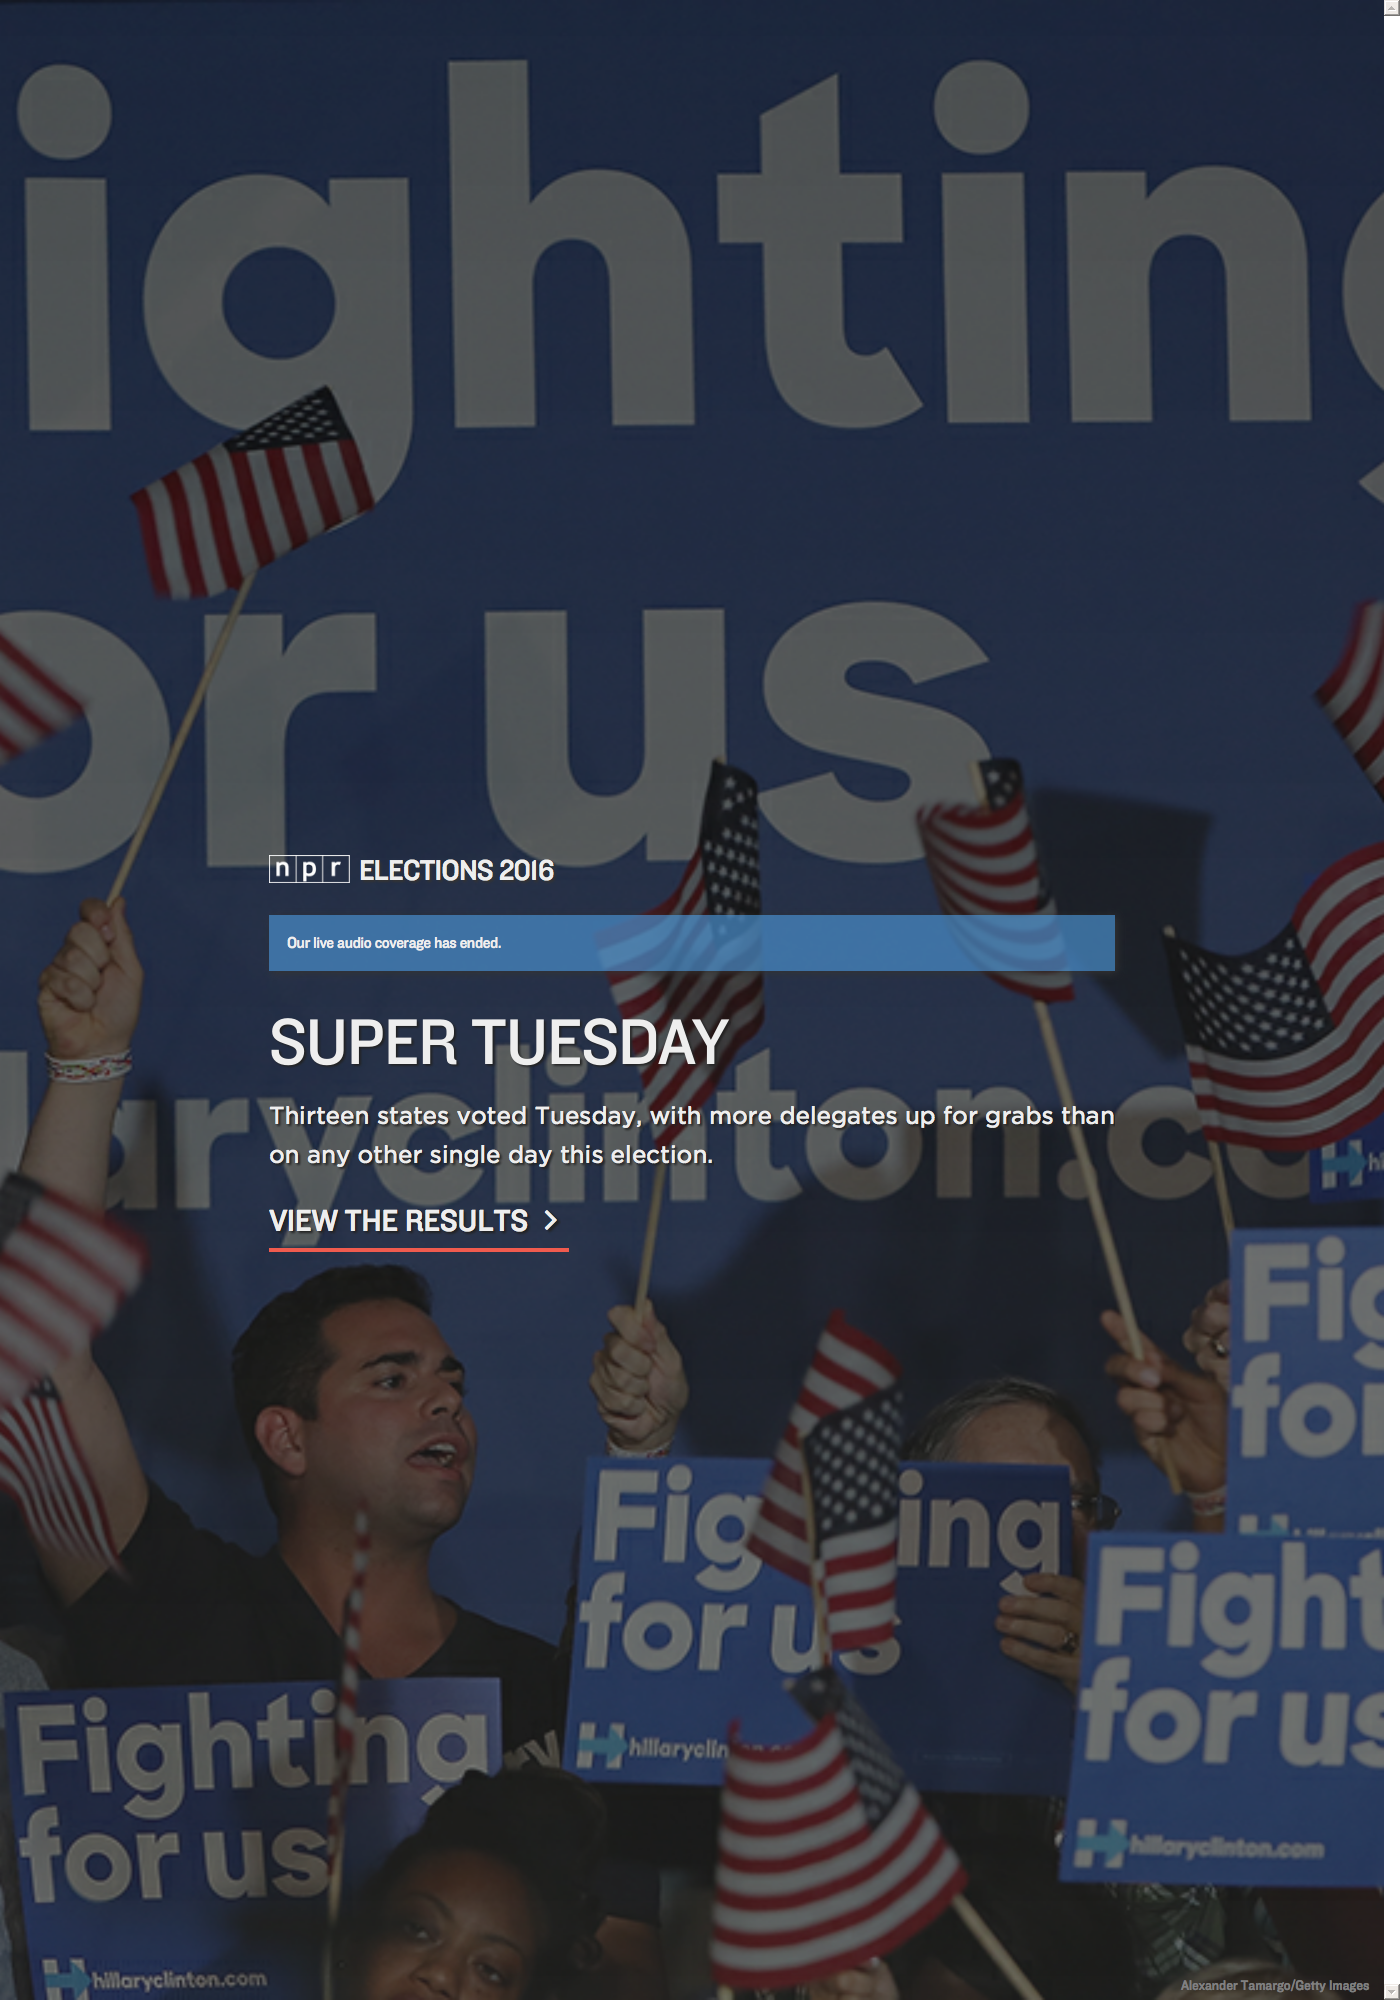 ighting
or us
npr ELECTIONS 2016
Our live audio coverage has ended.
SUPER TUESDAY
Thirteen states voted Tuesday, with more delegates up for grabs than
on any other single day this election.
VIEW THE RESULTS
laryclinton.co
Fig
for
Fig ing
for us
hillaryclin
Fight
for us
hillaryclinton.com
Fighting
for us
hillaryclinton.com
Alexander Tamargo/Getty Images